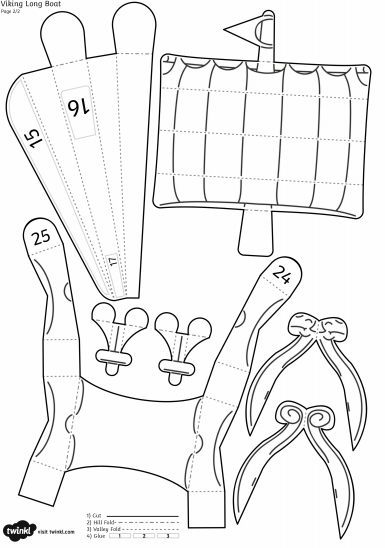 Viking Long Boat
Page 2/2
16
15
17
25
24
1) Cut
2) Hill Fold
3) Valley Fold
4) Glue 1 2 3
twinkl visit twinkl.com